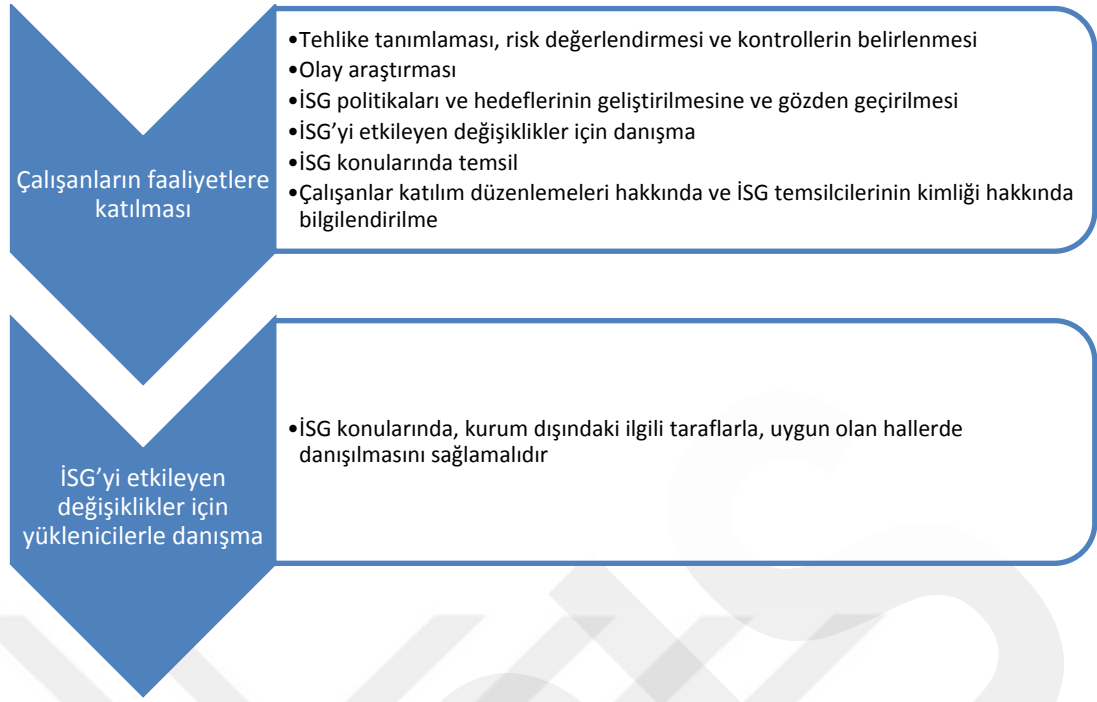 Çalışanların faaliyetlere
katılması
•Tehlike tanımlaması, risk değerlendirmesi ve kontrollerin belirlenmesi
•Olay araştırması
•İSG politikaları ve hedeflerinin geliştirilmesine ve gözden geçirilmesi
•İSG’yi etkileyen değişiklikler için danışma
•İSG konularında temsil
•Çalışanlar katılım düzenlemeleri hakkında ve İSG temsilcilerinin kimliği hakkında
bilgilendirilme
İSG’yi etkileyen
değişiklikler için
yüklenicilerle danışma
•İSG konularında, kurum dışındaki ilgili taraflarla, uygun olan hallerde
danışılmasını sağlamalıdır